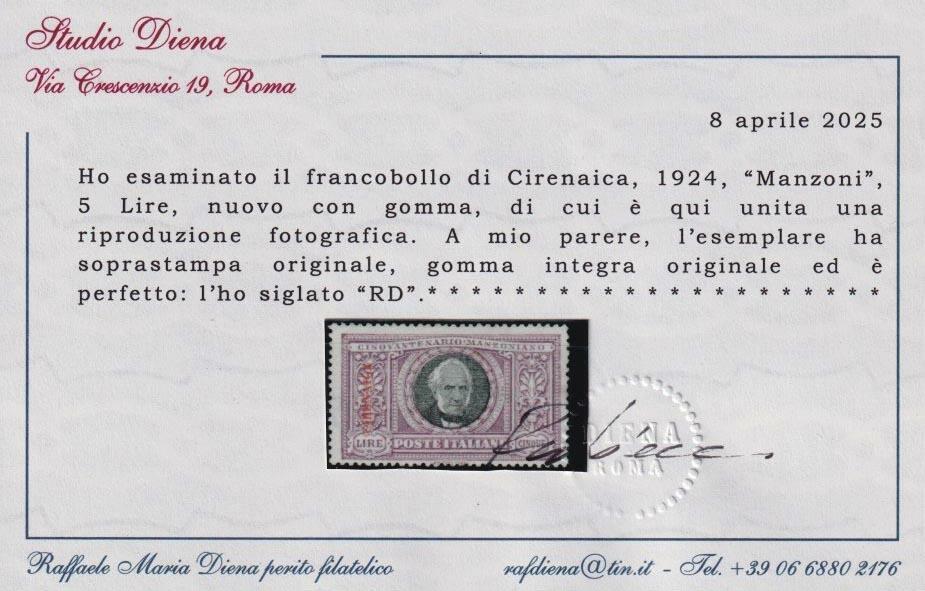 Studio Diena
Via Crescenzio 19, Roma
8 aprile 2025
Ho esaminato il francobollo di Cirenaica, 1924, “Manzoni”,
5 Lire, nuovo con gomma, di cui è qui unita una
riproduzione fotografica. A mio parere, l’esemplare ha
soprastampa originale, gomma integra originale ed è
perfetto: l’ho siglato “RD”.* * * * * * * * * * * * * * * *
CINQVANTENARIO·MANZONIANO
CIRENAICA
LIRE POSTE ITALIANE CINQUE
DIENA
ROMA
Raffaele Maria Diena perito filatelico
rafdiena@tin.it - Tel. +39 06 6880 2176